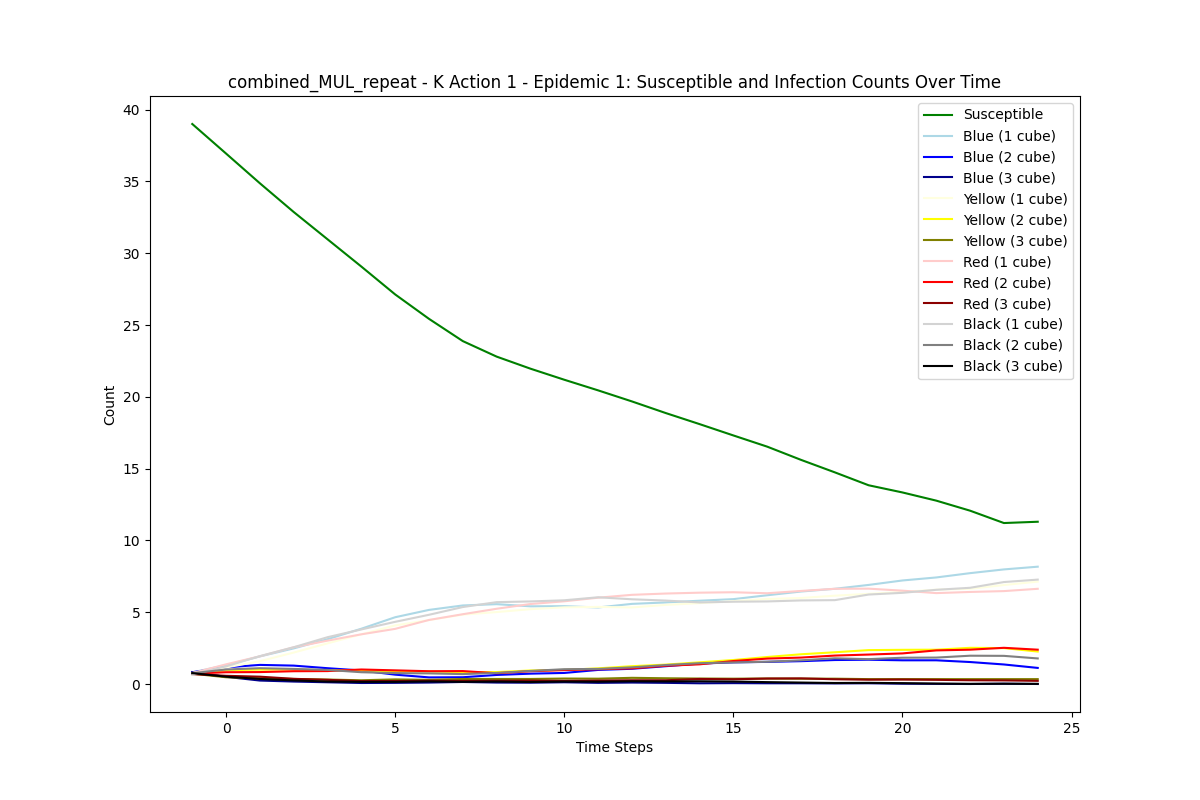 combined_MUL_repeat - K Action 1 - Epidemic 1: Susceptible and Infection Counts Over Time
40
35
30
25
20
15
10
5
0
Count
Susceptible
Blue (1 cube)
Blue (2 cube)
Blue (3 cube)
Yellow (1 cube)
Yellow (2 cube)
Yellow (3 cube)
Red (1 cube)
Red (2 cube)
Red (3 cube)
Black (1 cube)
Black (2 cube)
Black (3 cube)
0 5 10 15 20 25
Time Steps